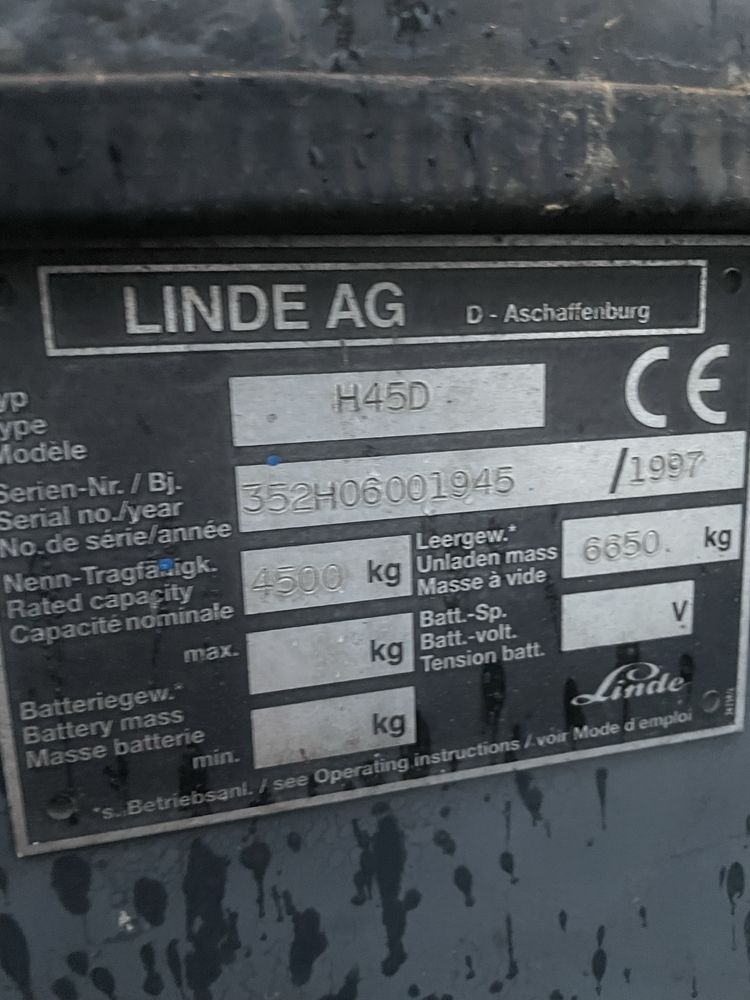 LINDE AG D - Aschaffenburg
yp
ype H45D CE
Modèle
Serien-Nr. / Bj.
Serial no./year 352H06001945 /1997
No.de série/année
Nenn-Tragfähigk. Leergew.*
Rated capacity 4500 kg Unladen mass 6650 kg
Capacité nominale Masse à vide
max. kg Batt.-Sp.
Batt.-volt. V
Tension batt.
Batteriegew.*
Battery mass kg Linde
Masse batterie min.
*s. Betriebsanl. / see Operating instructions / voir Mode d'emploi